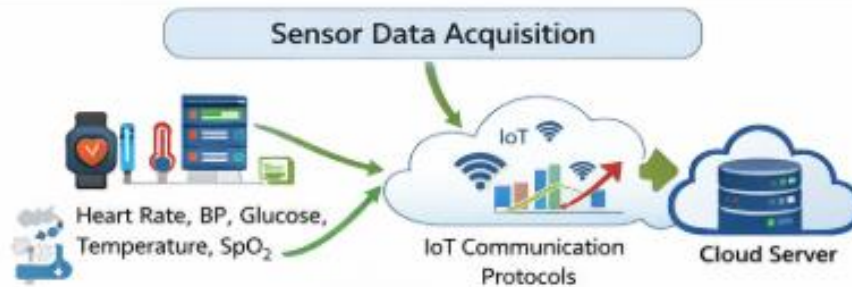 Sensor Data Acquisition
IoT
Heart Rate, BP, Glucose,
Temperature, SpO₂
IoT Communication
Protocols
Cloud Server